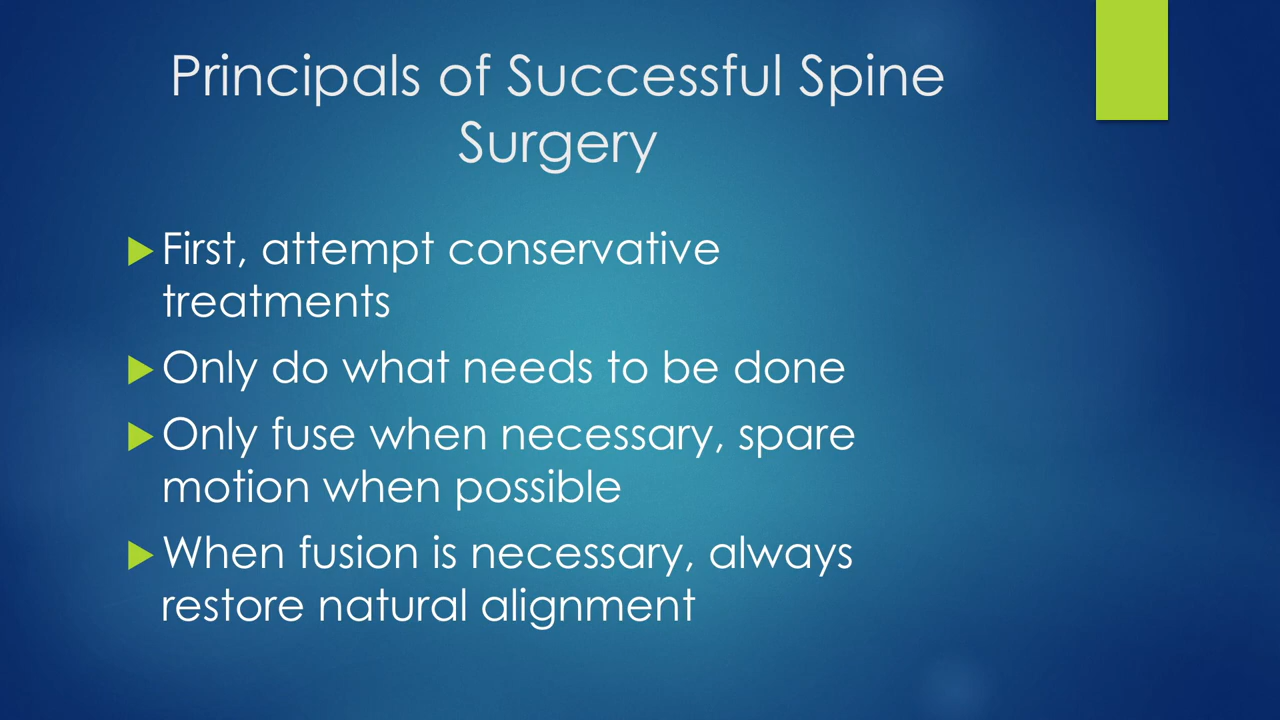 Principals of Successful Spine
Surgery
First, attempt conservative
treatments
Only do what needs to be done
Only fuse when necessary, spare
motion when possible
When fusion is necessary, always
restore natural alignment